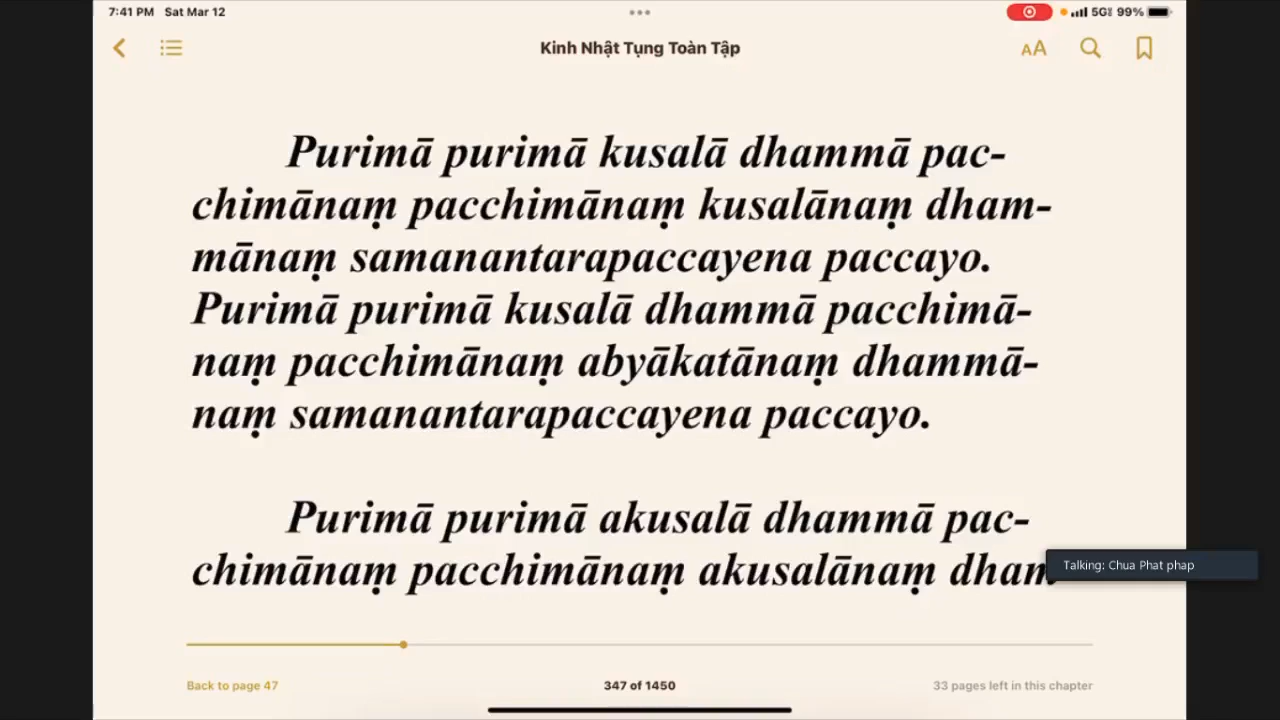 7:41 PM Sat Mar 12
99%
Kinh Nhật Tụng Toàn Tập
AA
Purimā purimā kusalā dhammā pac-
chimānaṃ pacchimānaṃ kusalānaṃ dham-
mānaṃ samanantarapaccayena paccayo.
Purimā purimā kusalā dhammā pacchimā-
naṃ pacchimānaṃ abyākatānaṃ dhammā-
naṃ samanantarapaccayena paccayo.
Purimā purimā akusalā dhammā pac-
chimānaṃ pacchimānaṃ akusalānaṃ dham
Talking: Chua Phat phap
Back to page 47
347 of 1450
33 pages left in this chapter